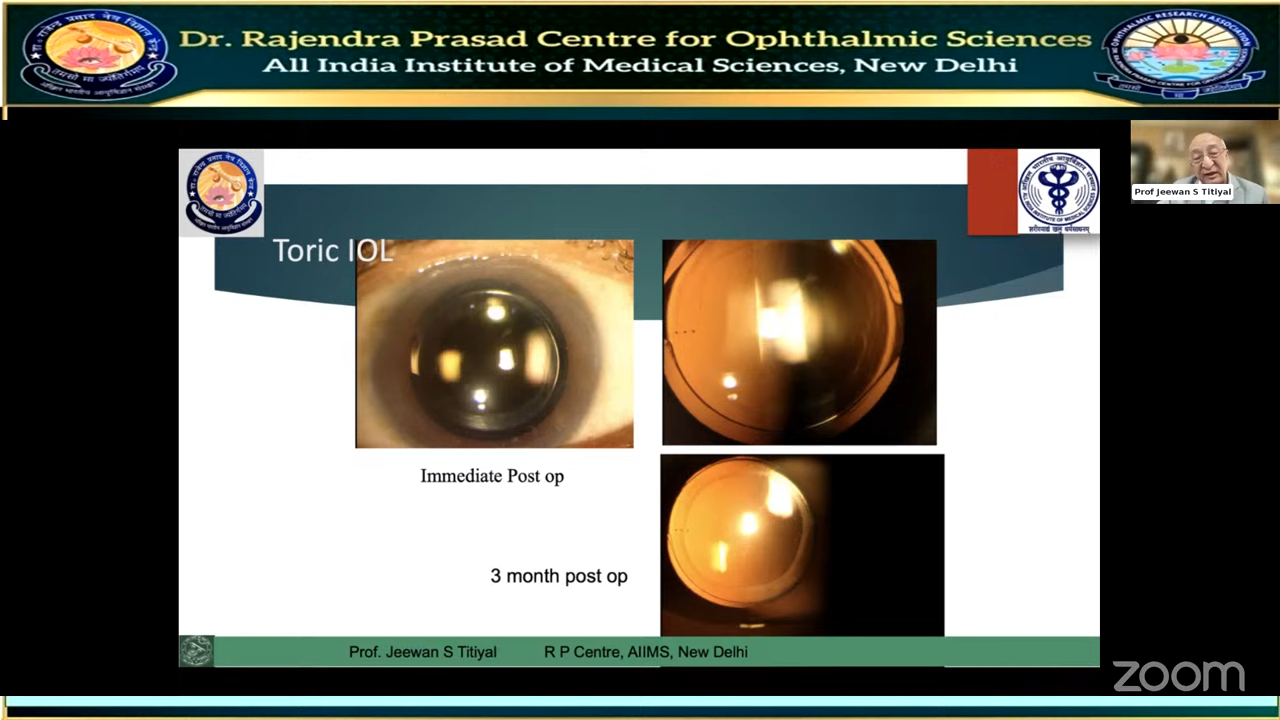 Dr. Rajendra Prasad Centre for Ophthalmic Sciences
All India Institute of Medical Sciences, New Delhi
Prof Jeewan S Titiyal
Toric IOL
Immediate Post op
3 month post op
Prof. Jeewan S Titiyal R P Centre, AIIMS, New Delhi
zoom